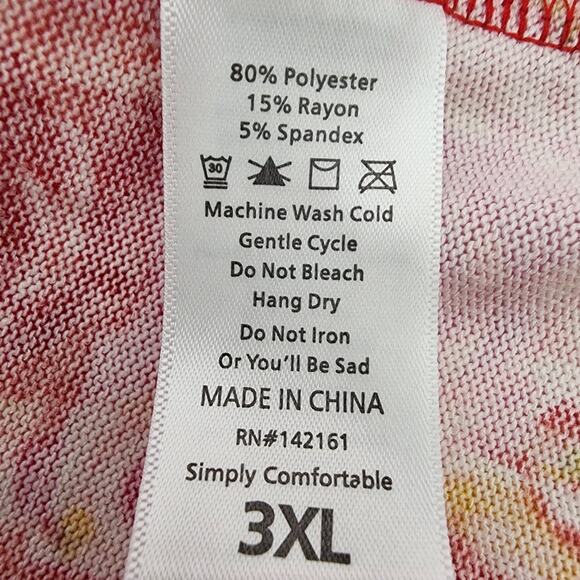 80% Polyester
15% Rayon
5% Spandex
30
Machine Wash Cold
Gentle Cycle
Do Not Bleach
Hang Dry
Do Not Iron
Or You'll Be Sad
MADE IN CHINA
RN#142161
Simply Comfortable
3XL